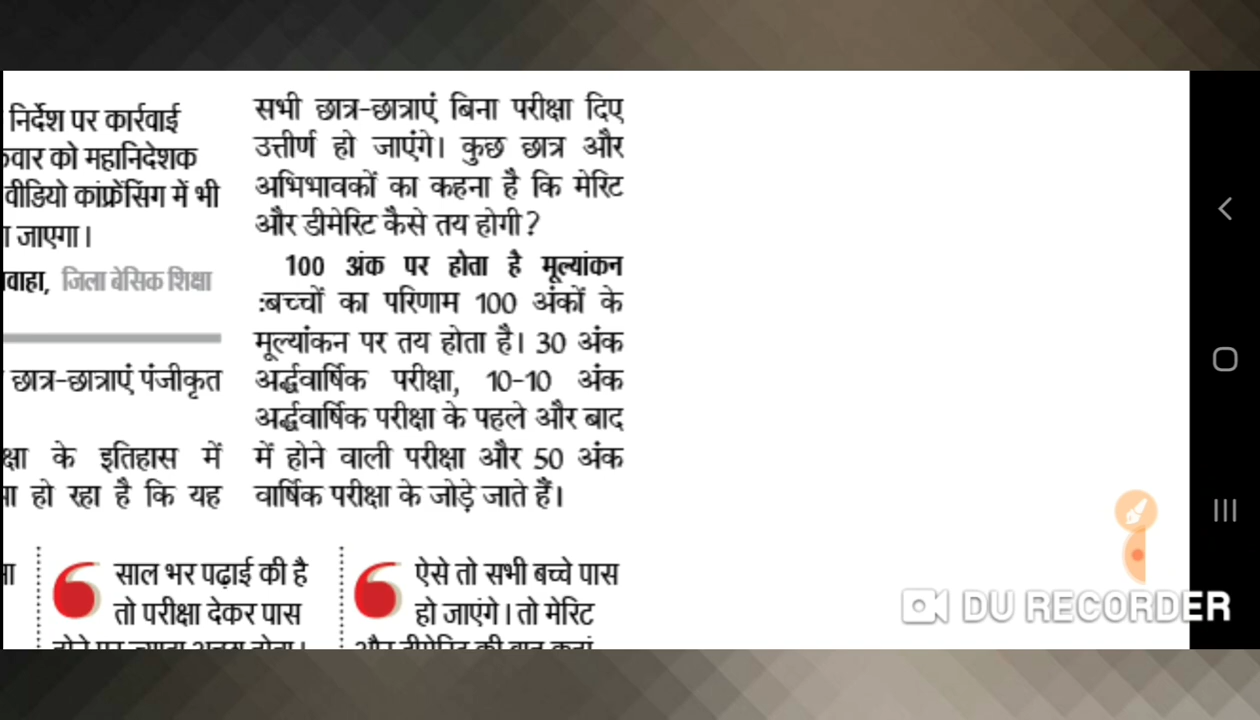 निर्देश पर कार्रवाई
को महानिदेशक
वीडियो कांफ्रेंसिंग में भी
जाएगा।
जिला बेसिक शिक्षा
छात्र-छात्राएं पंजीकृत
के इतिहास में
हो रहा है कि यह
सभी छात्र-छात्राएं बिना परीक्षा दिए
उत्तीर्ण हो जाएंगे। कुछ छात्र और
अभिभावकों का कहना है कि मेरिट
और डीमेरिट कैसे तय होगी?
100 अंक पर होता है मूल्यांकन
:बच्चों का परिणाम 100 अंकों के
मूल्यांकन पर तय होता है। 30 अंक
अर्द्धवार्षिक परीक्षा, 10-10 अंक
अर्द्धवार्षिक परीक्षा के पहले और बाद
में होने वाली परीक्षा और 50 अंक
वार्षिक परीक्षा के जोड़े जाते हैं।
साल भर पढ़ाई की है
तो परीक्षा देकर पास
ऐसे तो सभी बच्चे पास
हो जाएंगे। तो मेरिट
DU RECORDER